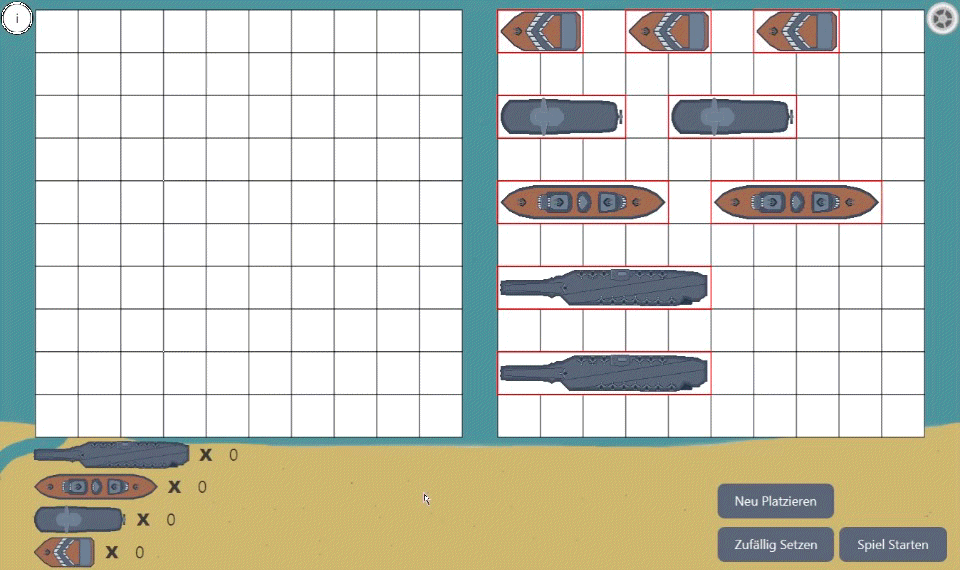 i
X 0
X 0
X 0
X 0
Neu Platzieren
Zufällig Setzen
Spiel Starten